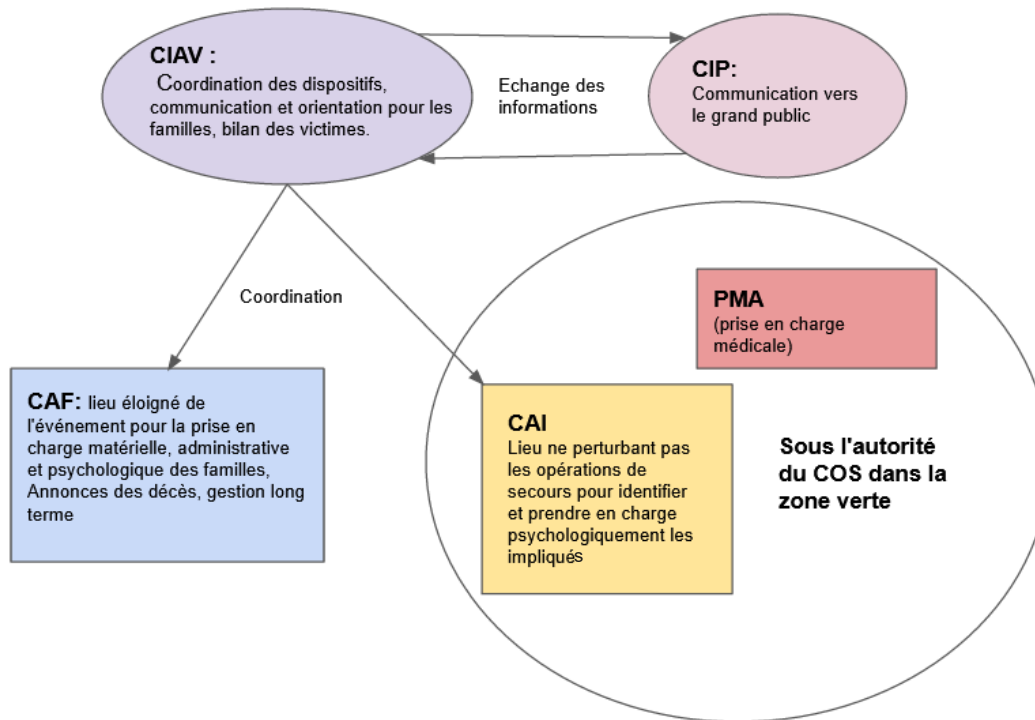 CIAV :
Coordination des dispositifs,
communication et orientation pour les
familles, bilan des victimes.
Echange des
informations
CIP:
Communication vers
le grand public
Coordination
PMA
(prise en charge
médicale)
CAF: lieu éloigné de
l'événement pour la prise en
charge matérielle, administrative
et psychologique des familles,
Annonces des décès, gestion long
terme
CAI
Lieu ne perturbant pas
les opérations de
secours pour identifier
et prendre en charge
psychologiquement les
impliqués
Sous l'autorité
du COS dans la
zone verte